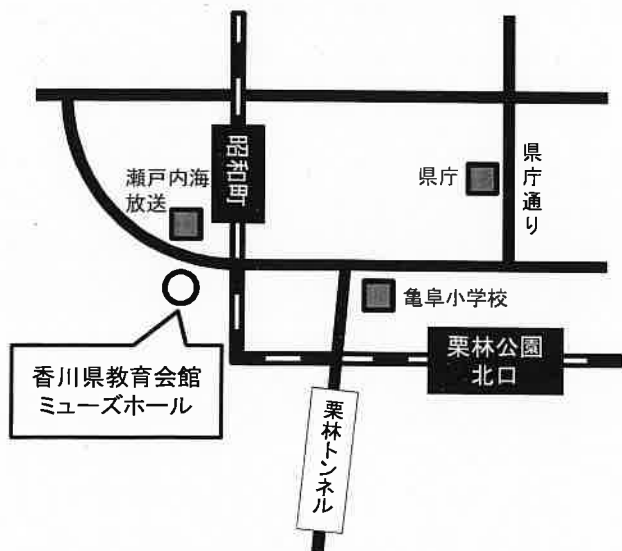 昭和町
県庁通り
瀬戸内海
放送
県庁
亀阜小学校
栗林公園
北口
香川県教育会館
ミューズホール
栗林トンネル